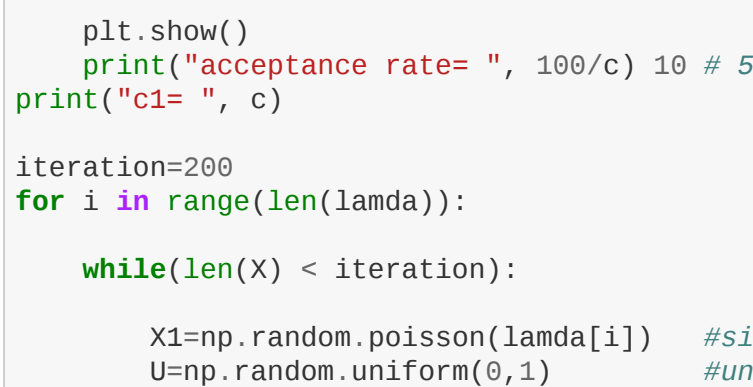 plt.show()
print("acceptance rate= ", 100/c) 10 # 5
print("c1= ", c)
iteration=200
for i in range(len(lamda)):
while(len(X) < iteration):
X1=np.random.poisson(lamda[i]) #si
U=np.random.uniform(0,1) #un